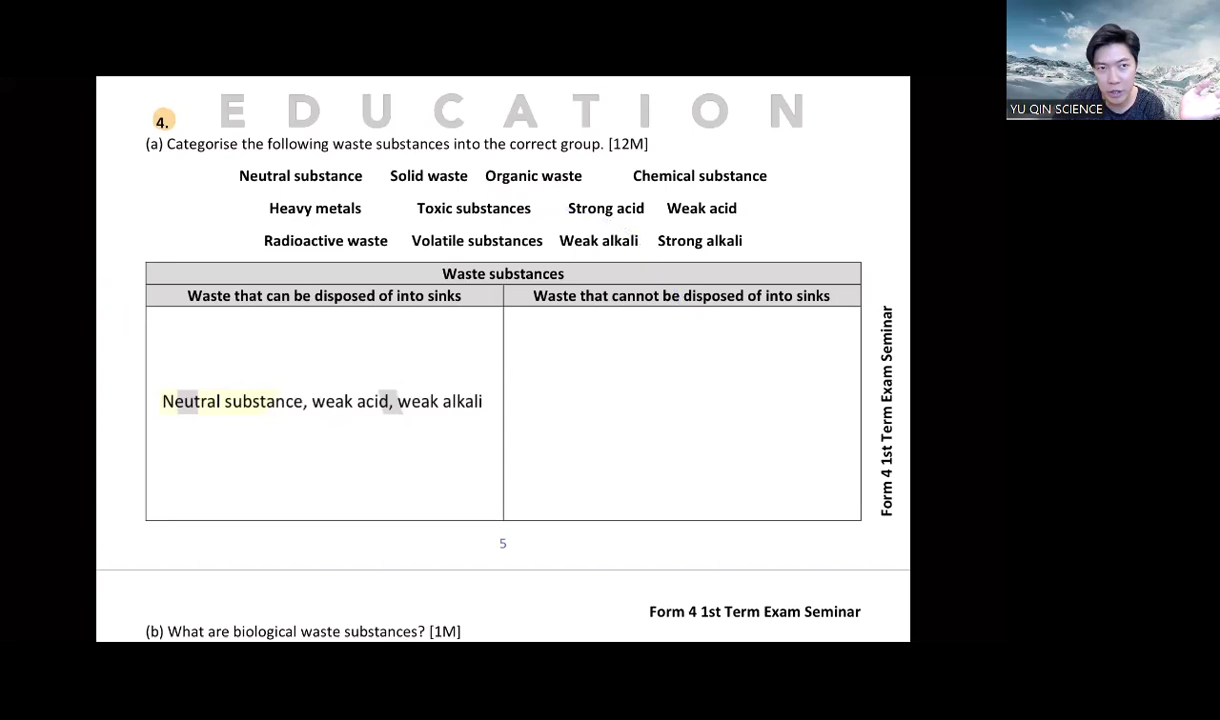 YU QIN SCIENCE
EDUCATION
4.
(a) Categorise the following waste substances into the correct group. [12M]
Neutral substance Solid waste Organic waste Chemical substance
Heavy metals Toxic substances Strong acid Weak acid
Radioactive waste Volatile substances Weak alkali Strong alkali
Waste substances
Waste that can be disposed of into sinks Waste that cannot be disposed of into sinks
Neutral substance, weak acid, weak alkali
Form 4 1st Term Exam Seminar
5
Form 4 1st Term Exam Seminar
(b) What are biological waste substances? [1M]